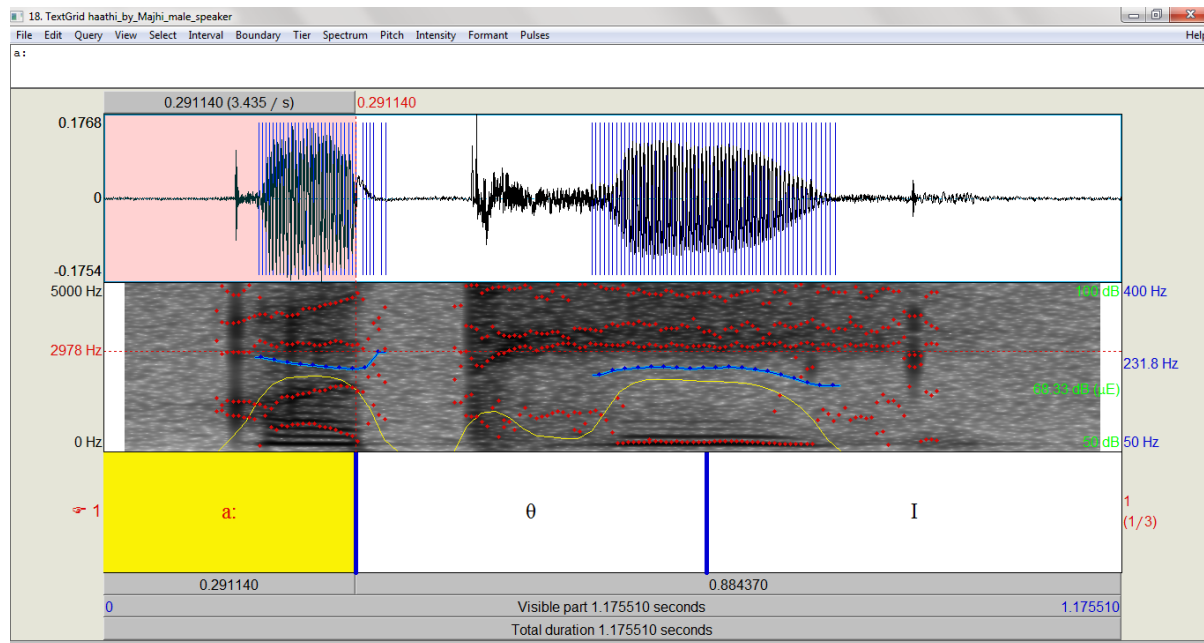 18. TextGrid haathi_by_Majhi_male_speaker
File Edit Query View Select Interval Boundary Tier Spectrum Pitch Intensity Formant Pulses Help
a:
0.291140 (3.435 / s) 0.291140
0.1768
0
-0.1754
5000 Hz 100 dB 400 Hz
2978 Hz 231.8 Hz
68.33 dB (µE)
0 Hz 50 dB 50 Hz
☞ 1 a: θ I 1
(1/3)
0.291140 0.884370
0 Visible part 1.175510 seconds 1.175510
Total duration 1.175510 seconds